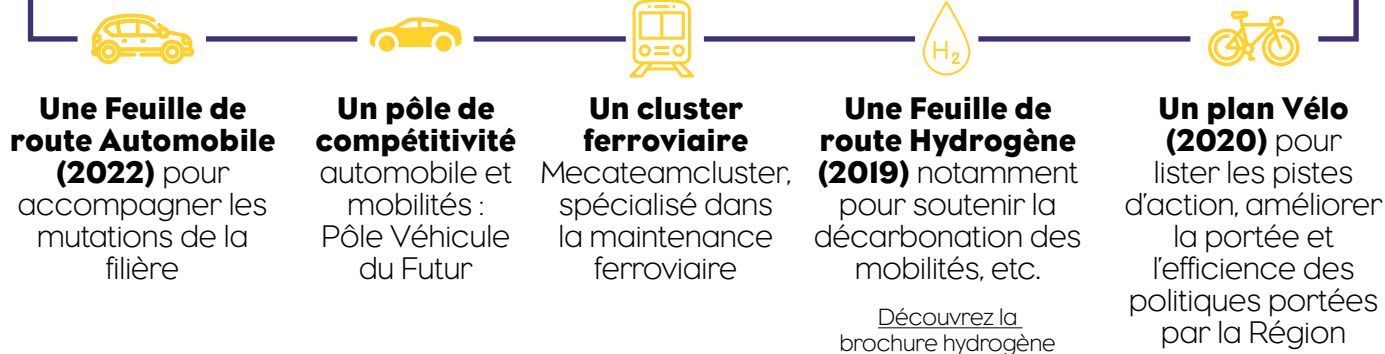 Une Feuille de
route Automobile
(2022) pour
accompagner les
mutations de la
filière
Un pôle de
compétitivité
automobile et
mobilités :
Pôle Véhicule
du Futur
Un cluster
ferroviaire
Mecateamcluster,
spécialisé dans
la maintenance
ferroviaire
H₂
Une Feuille de
route Hydrogène
(2019) notamment
pour soutenir la
décarbonation des
mobilités, etc.
Découvrez la
brochure hydrogène
Un plan Vélo
(2020) pour
lister les pistes
d'action, améliorer
la portée et
l'efficience des
politiques portées
par la Région